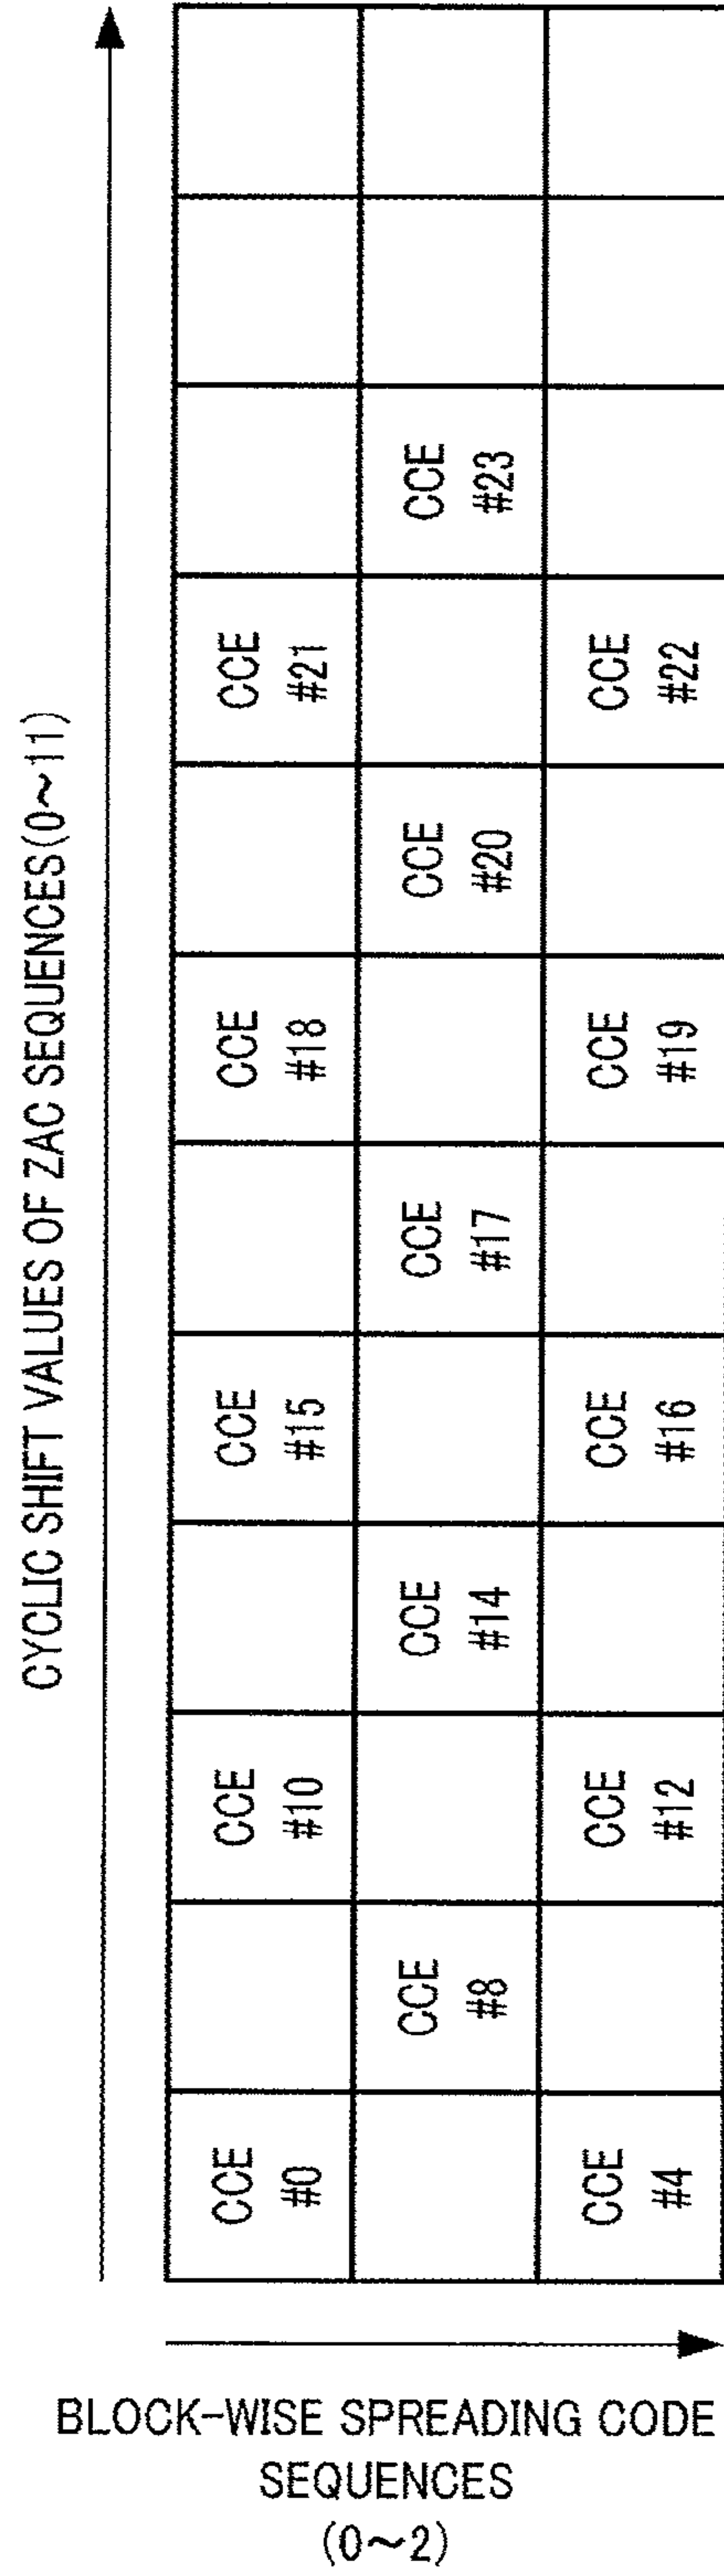 CYCLIC SHIFT VALUES OF ZAC SEQUENCES(0~11)
CCE
#23
CCE
#21
CCE
#22
CCE
#20
CCE
#18
CCE
#19
CCE
#17
CCE
#15
CCE
#16
CCE
#14
CCE
#10
CCE
#12
CCE
#8
CCE
#0
CCE
#4
BLOCK-WISE SPREADING CODE
SEQUENCES
(0~2)